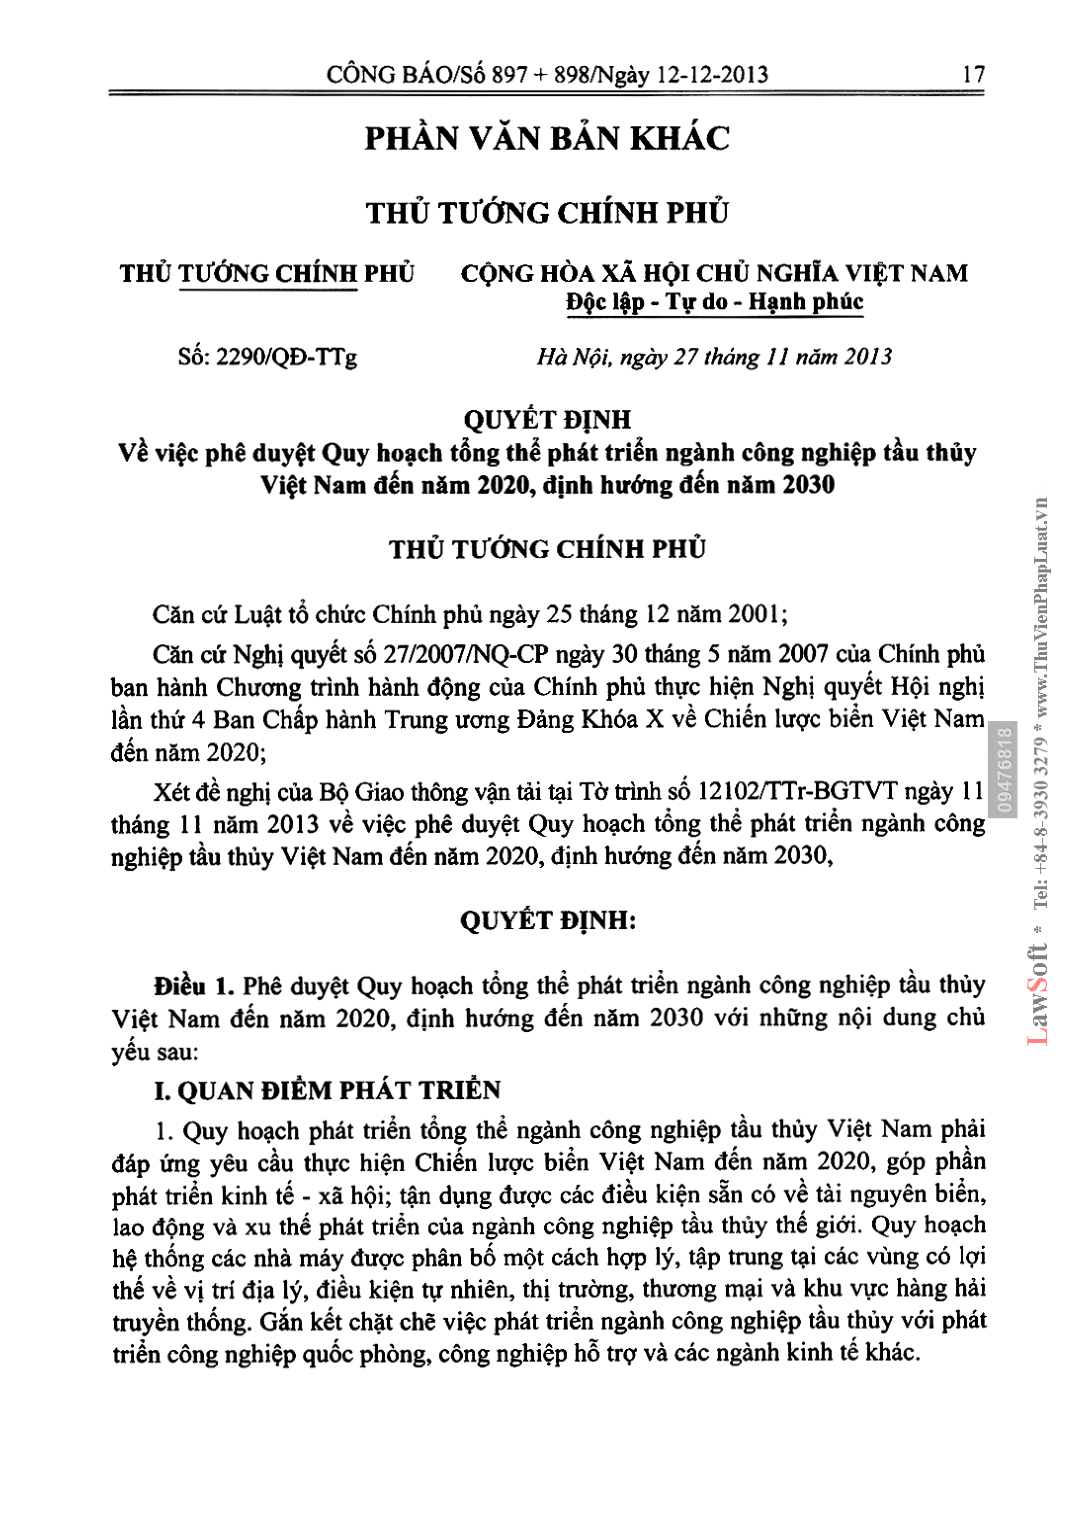 CÔNG BÁO/Số 897 + 898/Ngày 12-12-2013 17
PHẦN VĂN BẢN KHÁC
THỦ TƯỚNG CHÍNH PHỦ
THỦ TƯỚNG CHÍNH PHỦ CỘNG HÒA XÃ HỘI CHỦ NGHĨA VIỆT NAM
Độc lập - Tự do - Hạnh phúc
Số: 2290/QĐ-TTg Hà Nội, ngày 27 tháng 11 năm 2013
QUYẾT ĐỊNH
Về việc phê duyệt Quy hoạch tổng thể phát triển ngành công nghiệp tầu thủy
Việt Nam đến năm 2020, định hướng đến năm 2030
THỦ TƯỚNG CHÍNH PHỦ
Căn cứ Luật tổ chức Chính phủ ngày 25 tháng 12 năm 2001;
Căn cứ Nghị quyết số 27/2007/NQ-CP ngày 30 tháng 5 năm 2007 của Chính phủ
ban hành Chương trình hành động của Chính phủ thực hiện Nghị quyết Hội nghị
lần thứ 4 Ban Chấp hành Trung ương Đảng Khóa X về Chiến lược biển Việt Nam
đến năm 2020;
Xét đề nghị của Bộ Giao thông vận tải tại Tờ trình số 12102/TTr-BGTVT ngày 11
tháng 11 năm 2013 về việc phê duyệt Quy hoạch tổng thể phát triển ngành công
nghiệp tầu thủy Việt Nam đến năm 2020, định hướng đến năm 2030,
QUYẾT ĐỊNH:
Điều 1. Phê duyệt Quy hoạch tổng thể phát triển ngành công nghiệp tầu thủy
Việt Nam đến năm 2020, định hướng đến năm 2030 với những nội dung chủ
yếu sau:
I. QUAN ĐIỂM PHÁT TRIỂN
1. Quy hoạch phát triển tổng thể ngành công nghiệp tầu thủy Việt Nam phải
đáp ứng yêu cầu thực hiện Chiến lược biển Việt Nam đến năm 2020, góp phần
phát triển kinh tế - xã hội; tận dụng được các điều kiện sẵn có về tài nguyên biển,
lao động và xu thế phát triển của ngành công nghiệp tầu thủy thế giới. Quy hoạch
hệ thống các nhà máy được phân bố một cách hợp lý, tập trung tại các vùng có lợi
thế về vị trí địa lý, điều kiện tự nhiên, thị trường, thương mại và khu vực hàng hải
truyền thống. Gắn kết chặt chẽ việc phát triển ngành công nghiệp tầu thủy với phát
triển công nghiệp quốc phòng, công nghiệp hỗ trợ và các ngành kinh tế khác.
09476818
LawSoft * Tel: +84-8-3930 3279 * www.ThuVienPhapLuat.vn